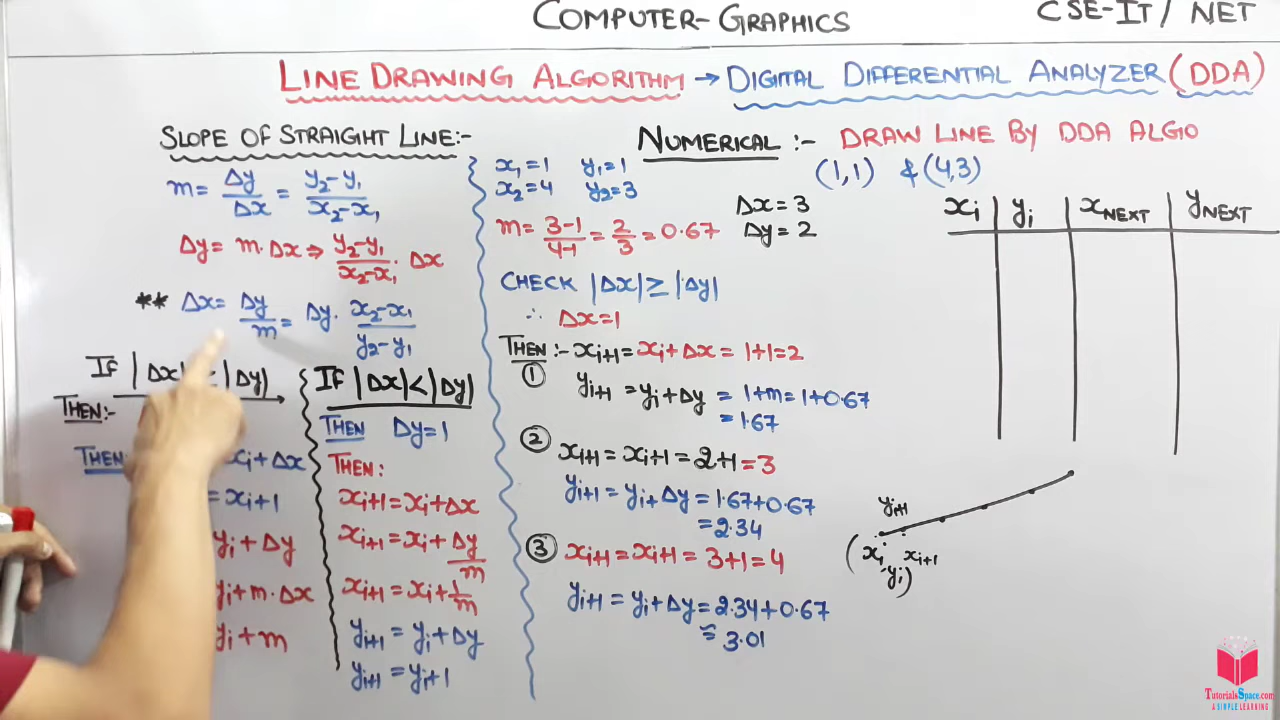 COMPUTER-GRAPHICS
CSE-IT / NET
LINE DRAWING ALGORITHM → DIGITAL DIFFERENTIAL ANALYZER (DDA)
SLOPE OF STRAIGHT LINE:-
m = Δy/Δx = y₂-y₁/x₂-x₁
Δy = m.Δx ⇒ y₂-y₁/x₂-x₁ . Δx
** Δx = Δy/m = Δy. x₂-x₁/y₂-y₁
IF |Δx| |Δy)
THEN:-
THEN: xᵢ+Δx
= xᵢ+1
yᵢ + Δy
yᵢ+m.Δx
yᵢ+m
IF |Δx|<|Δy)
THEN Δy=1
THEN:
xᵢ₊₁=xᵢ+Δx
xᵢ₊₁=xᵢ+Δy/m
xᵢ₊₁=xᵢ+1/m
yᵢ₊₁ = yᵢ+Δy
yᵢ₊₁ = yᵢ+1
NUMERICAL :- DRAW LINE BY DDA ALGO
(1,1) & (4,3)
x₁=1 y₁=1
x₂=4 y₂=3
Δx=3
Δy=2
m= 3-1/4-1 = 2/3 = 0.67
CHECK |Δx|≥|Δy|
∴ Δx=1
THEN:- xᵢ₊₁=xᵢ+Δx = 1+1=2
① yᵢ₊₁ = yᵢ+Δy = 1+m = 1+0.67
= 1.67
② xᵢ₊₁=xᵢ+1=2+1=3
yᵢ₊₁=yᵢ+Δy=1.67+0.67
=2.34
③ xᵢ₊₁=xᵢ+1=3+1=4
yᵢ₊₁=yᵢ+Δy=2.34+0.67
≈ 3.01
xᵢ yᵢ xNEXT yNEXT
yᵢ₊₁
(xᵢ xᵢ₊₁
yᵢ)
TutorialsSpace.com
A SIMPLE LEARNING